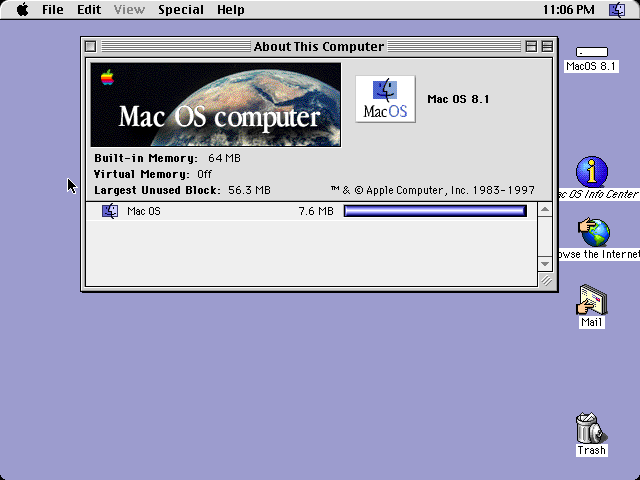 File Edit View Special Help 11:06 PM
About This Computer
Mac OS computer
MacOS
Mac OS 8.1
Built-in Memory: 64 MB
Virtual Memory: Off
Largest Unused Block: 56.3 MB
™ & © Apple Computer, Inc. 1983-1997
Mac OS 7.6 MB
MacOS 8.1
ac OS Info Center
owse the Internet
Mail
Trash